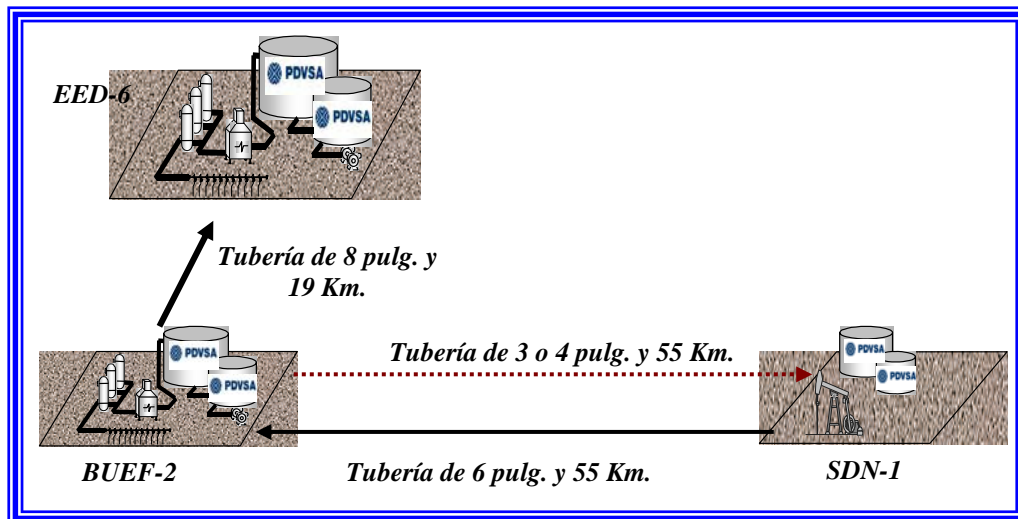 PDVSA
EED-6
PDVSA
Tubería de 8 pulg. y
19 Km.
PDVSA
Tubería de 3 o 4 pulg. y 55 Km.
PDVSA
PDVSA
PDVSA
BUEF-2
Tubería de 6 pulg. y 55 Km.
SDN-1